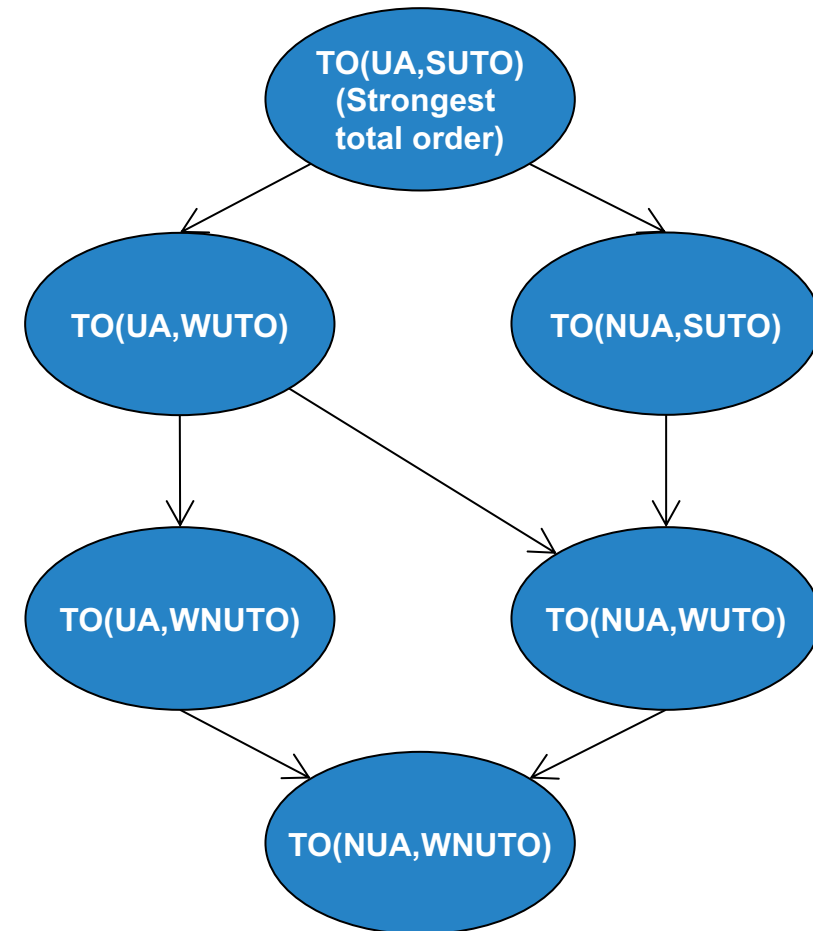 TO(UA,SUTO)
(Strongest
total order)
TO(UA,WUTO)
TO(NUA,SUTO)
TO(UA,WNUTO)
TO(NUA,WUTO)
TO(NUA,WNUTO)